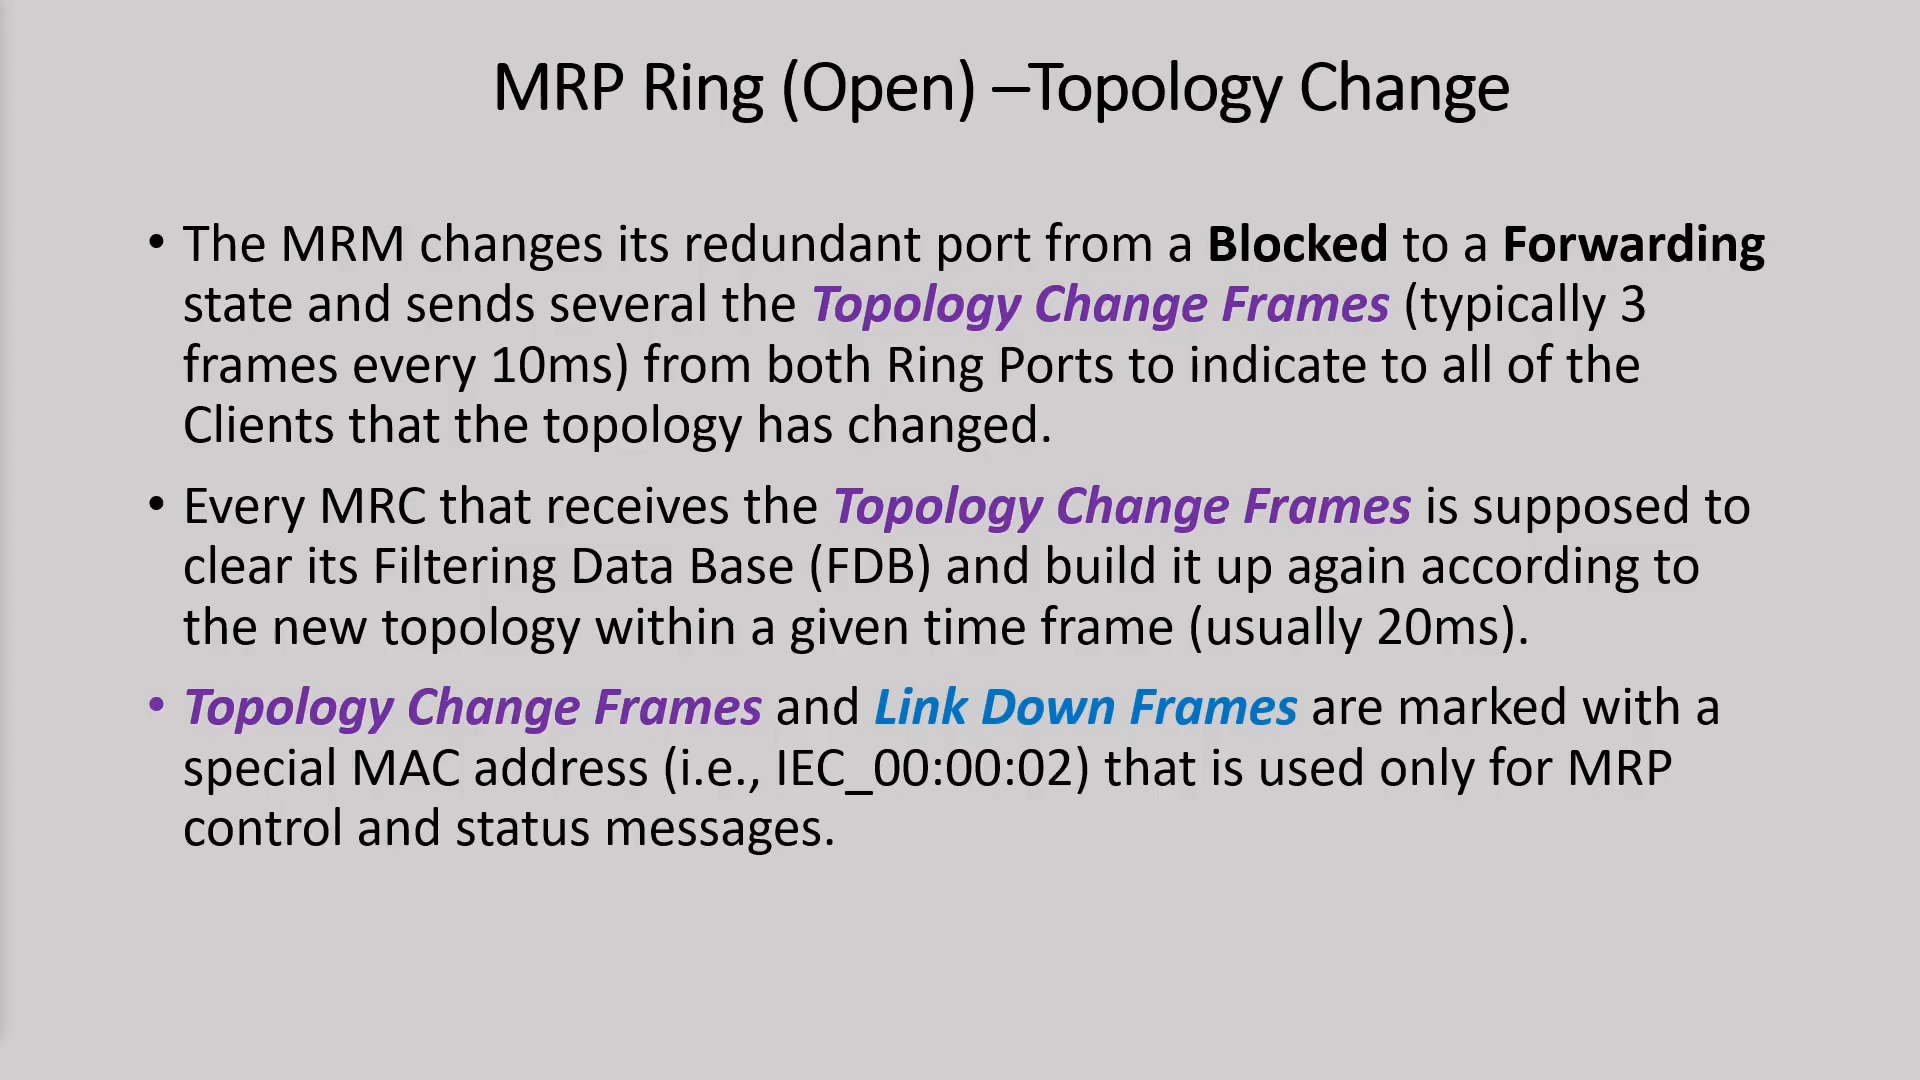 MRP Ring (Open) –Topology Change
• The MRM changes its redundant port from a Blocked to a Forwarding
state and sends several the Topology Change Frames (typically 3
frames every 10ms) from both Ring Ports to indicate to all of the
Clients that the topology has changed.
• Every MRC that receives the Topology Change Frames is supposed to
clear its Filtering Data Base (FDB) and build it up again according to
the new topology within a given time frame (usually 20ms).
• Topology Change Frames and Link Down Frames are marked with a
special MAC address (i.e., IEC_00:00:02) that is used only for MRP
control and status messages.